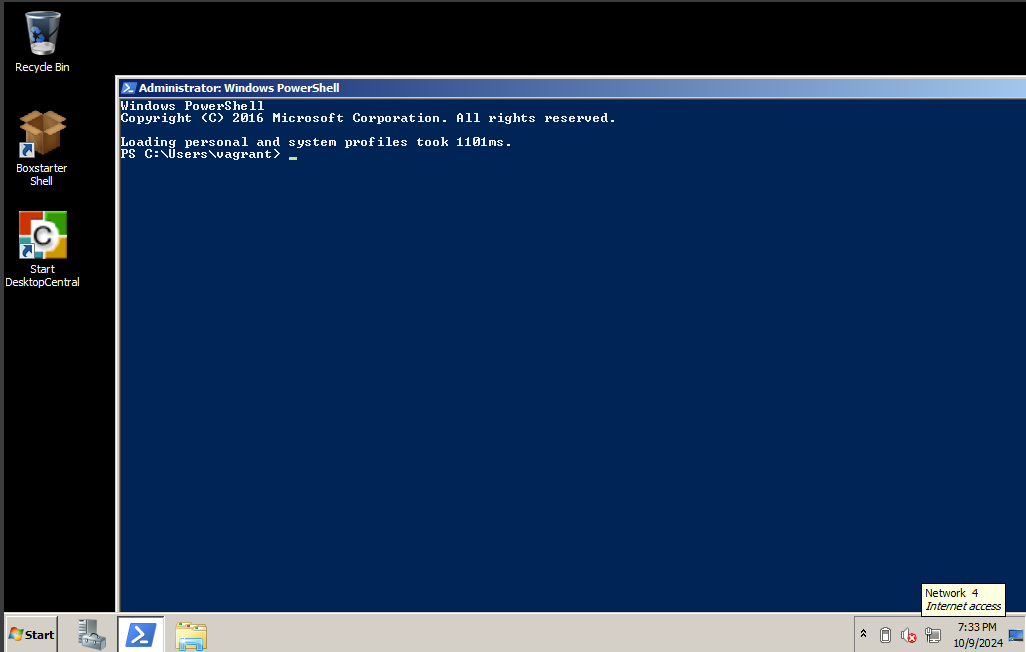 Recycle Bin
Boxstarter
Shell
Start
DesktopCentral
Administrator: Windows PowerShell
Windows PowerShell
Copyright (C) 2016 Microsoft Corporation. All rights reserved.
Loading personal and system profiles took 1101ms.
PS C:\Users\vagrant> _
Network 4
Internet access
Start
7:33 PM
10/9/2024